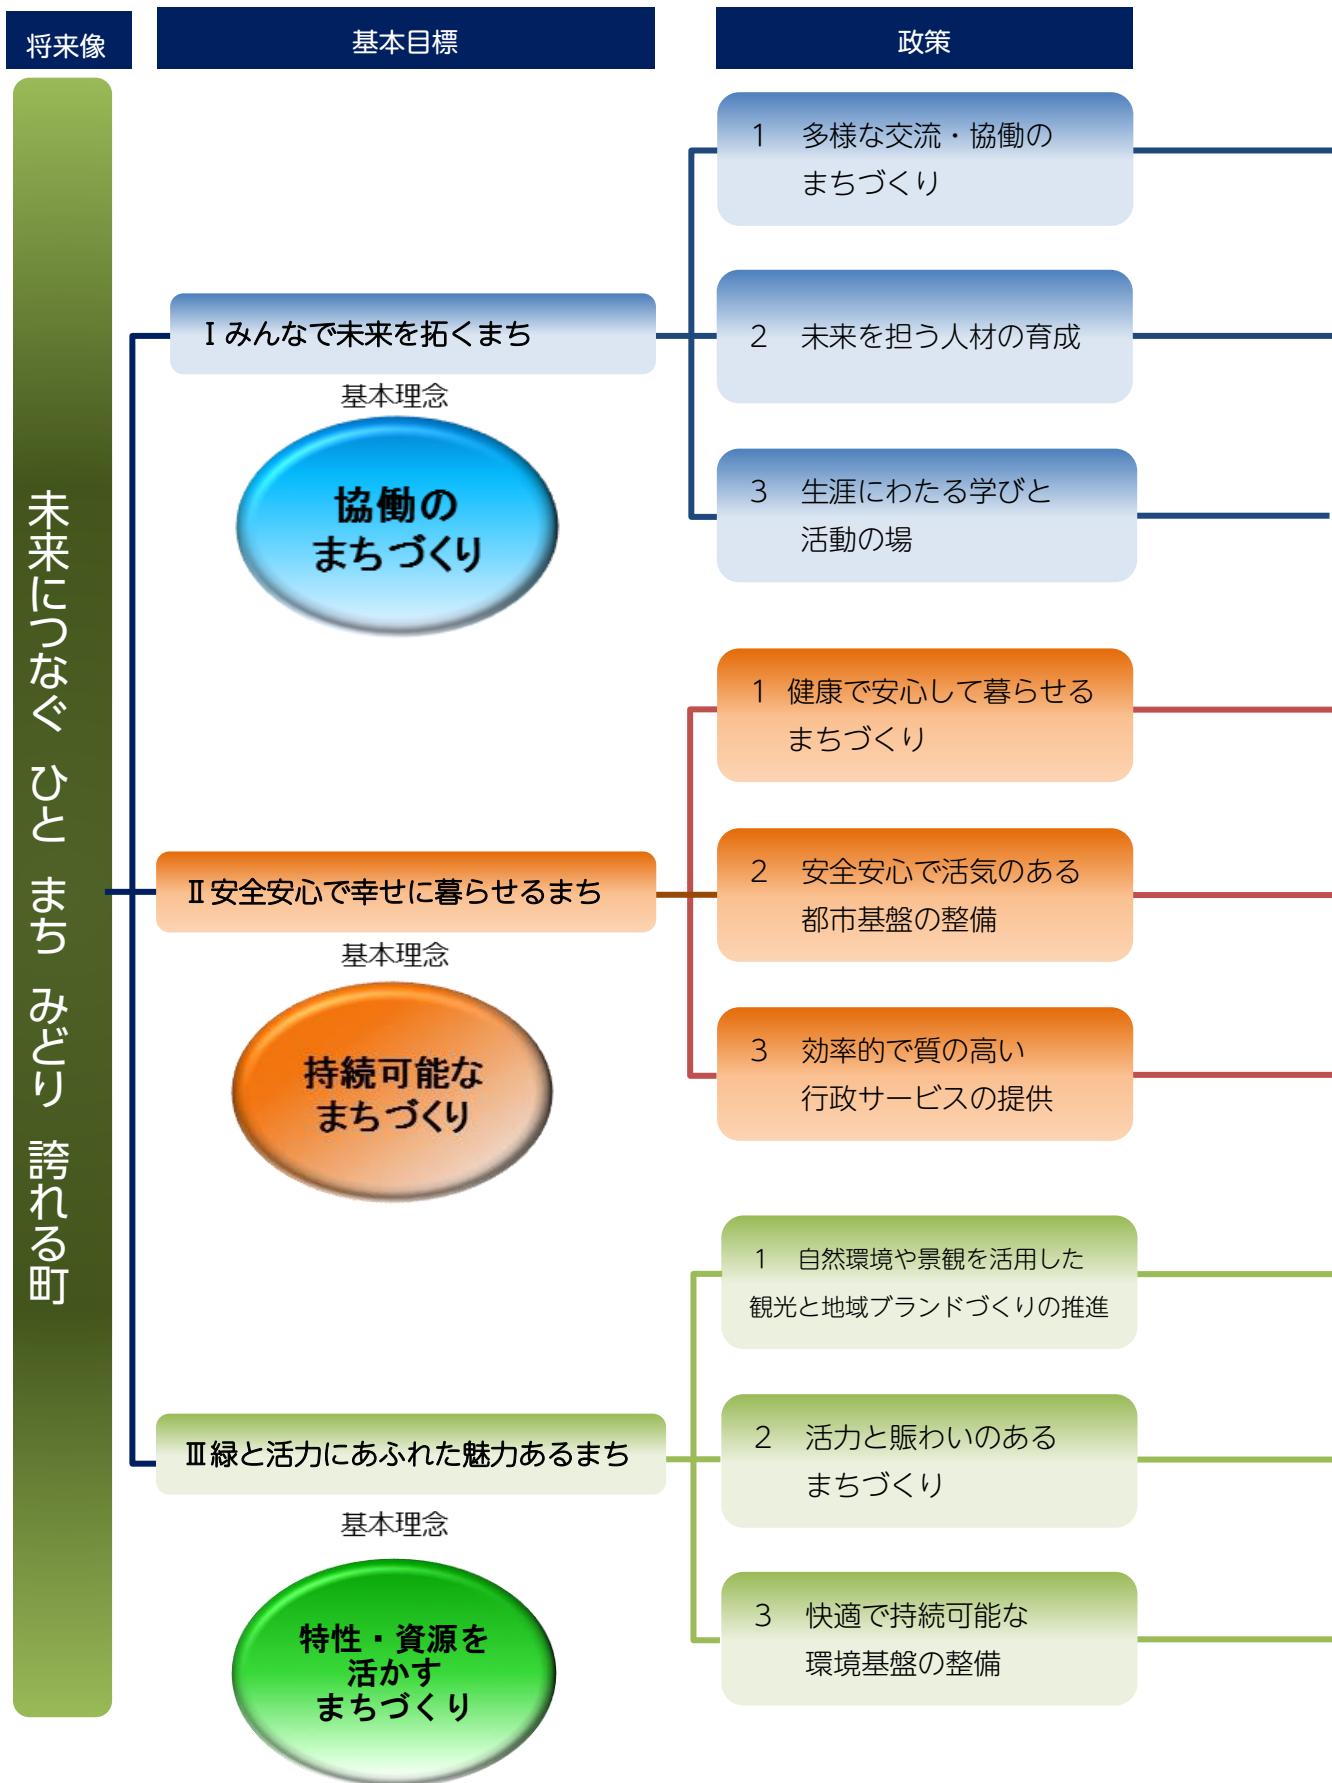 将来像
基本目標
政策
未来につなぐ ひと まち みどり 誇れる町
Ⅰ みんなで未来を拓くまち
基本理念
協働の
まちづくり
1 多様な交流・協働の
まちづくり
2 未来を担う人材の育成
3 生涯にわたる学びと
活動の場
Ⅱ 安全安心で幸せに暮らせるまち
基本理念
持続可能な
まちづくり
1 健康で安心して暮らせる
まちづくり
2 安全安心で活気のある
都市基盤の整備
3 効率的で質の高い
行政サービスの提供
Ⅲ 緑と活力にあふれた魅力あるまち
基本理念
特性・資源を
活かす
まちづくり
1 自然環境や景観を活用した
観光と地域ブランドづくりの推進
2 活力と賑わいのある
まちづくり
3 快適で持続可能な
環境基盤の整備